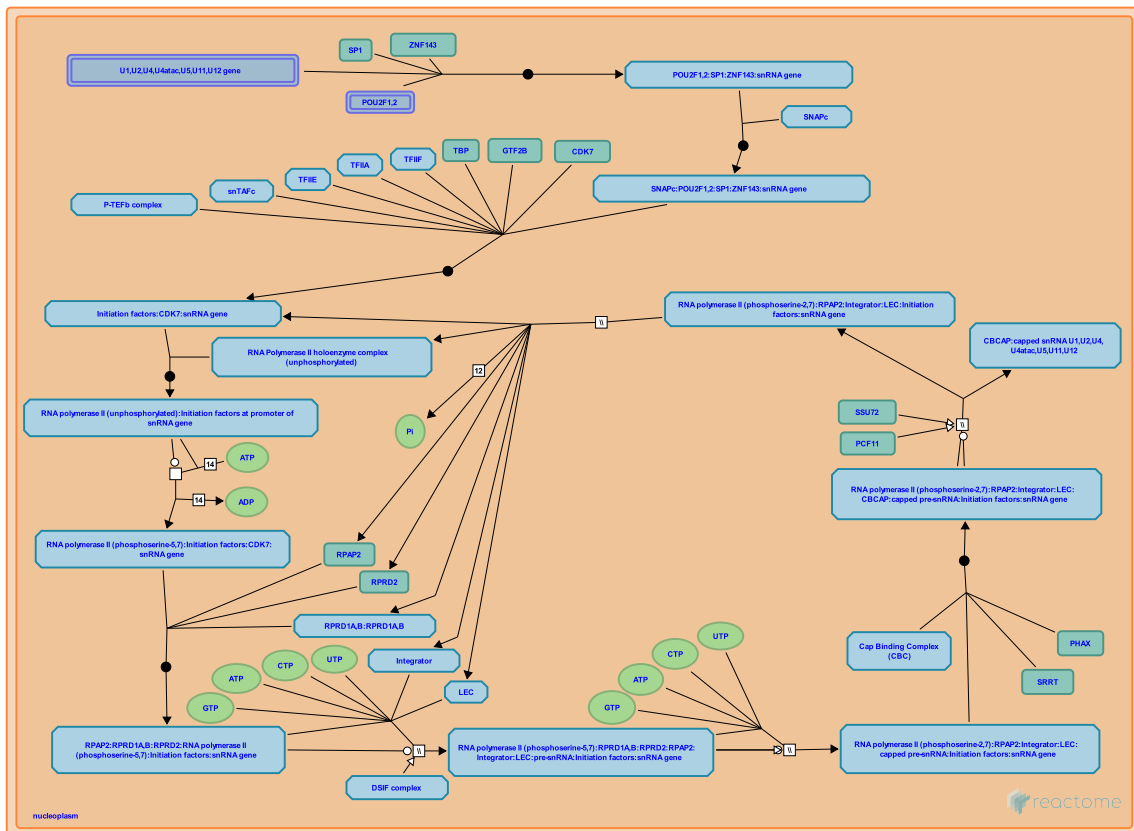 SP1
ZNF143
U1,U2,U4,U4atac,U5,U11,U12 gene
POU2F1,2
POU2F1,2:SP1:ZNF143:snRNA gene
SNAPc
SNAPc:POU2F1,2:SP1:ZNF143:snRNA gene
P-TEFb complex
snTAFc
TFIIE
TFIIA
TFIIF
TBP
GTF2B
CDK7
Initiation factors:CDK7:snRNA gene
RNA Polymerase II holoenzyme complex
(unphosphorylated)
RNA polymerase II (phosphoserine-2,7):RPAP2:Integrator:LEC:Initiation
factors:snRNA gene
\\
CBCAP:capped snRNA U1,U2,U4,
U4atac,U5,U11,U12
12
Pi
RNA polymerase II (unphosphorylated):Initiation factors at promoter of
snRNA gene
SSU72
PCF11
\\
14
ATP
14
ADP
RNA polymerase II (phosphoserine-2,7):RPAP2:Integrator:LEC:
CBCAP:capped pre-snRNA:Initiation factors:snRNA gene
RNA polymerase II (phosphoserine-5,7):Initiation factors:CDK7:
snRNA gene
RPAP2
RPRD2
RPRD1A,B:RPRD1A,B
Integrator
LEC
UTP
CTP
ATP
GTP
UTP
CTP
ATP
GTP
Cap Binding Complex
(CBC)
PHAX
SRRT
RPAP2:RPRD1A,B:RPRD2:RNA polymerase II
(phosphoserine-5,7):Initiation factors:snRNA gene
\\
DSIF complex
RNA polymerase II (phosphoserine-5,7):RPRD1A,B:RPRD2:RPAP2:
Integrator:LEC:pre-snRNA:Initiation factors:snRNA gene
\\
RNA polymerase II (phosphoserine-2,7):RPAP2:Integrator:LEC:
capped pre-snRNA:Initiation factors:snRNA gene
nucleoplasm
reactome